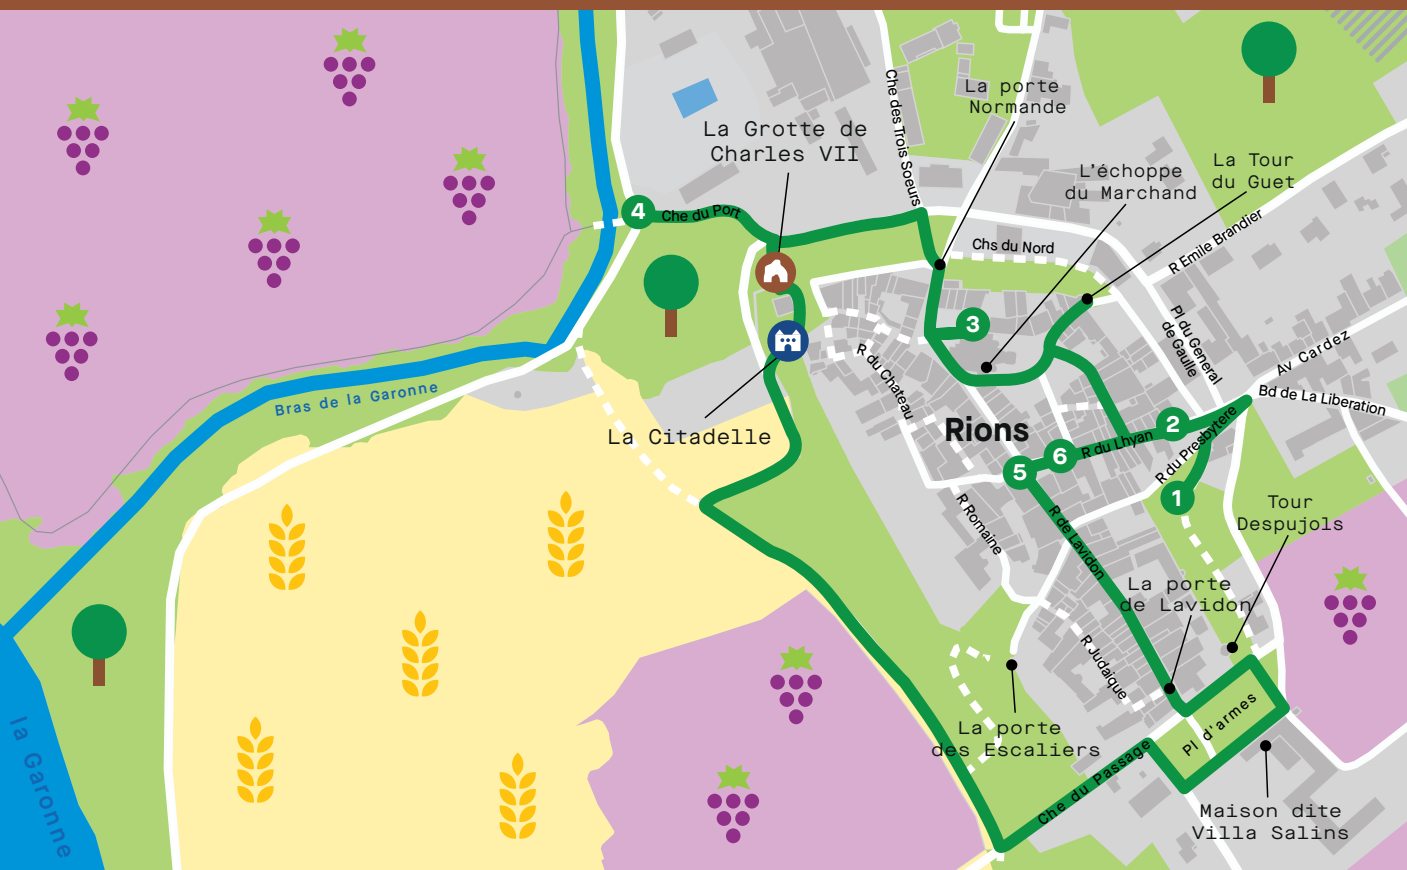 La porte
Normande
La Grotte de
Charles VII
Che des Trois Soeurs
L'échoppe
du Marchand
La Tour
du Guet
4
Che du Port
Chs du Nord
R Emile Brandier
3
Pl du General
de Gaulle
Av Cardez
Bd de La Liberation
R du Chateau
Bras de la Garonne
La Citadelle
Rions
2
R du Lhyan
R du Presbytere
6
5
1
R Romaine
R de Lavidon
Tour
Despujols
La porte
de Lavidon
R Judaique
La porte
des Escaliers
Pl d'armes
Che du Passage
la Garonne
Maison dite
Villa Salins